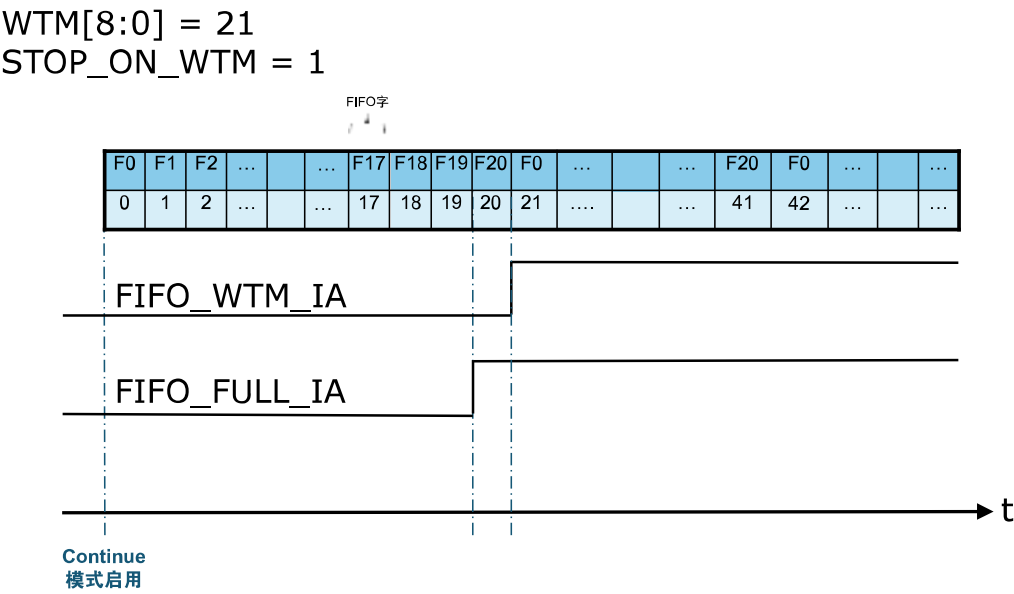 WTM[8:0] = 21
STOP_ON_WTM = 1
FIFO字
F0 F1 F2 ... ... F17 F18 F19 F20 F0 ... ... F20 F0 ... ...
0 1 2 ... ... 17 18 19 20 21 .... ... 41 42 ... ...
FIFO_WTM_IA
FIFO_FULL_IA
t
Continue
模式启用